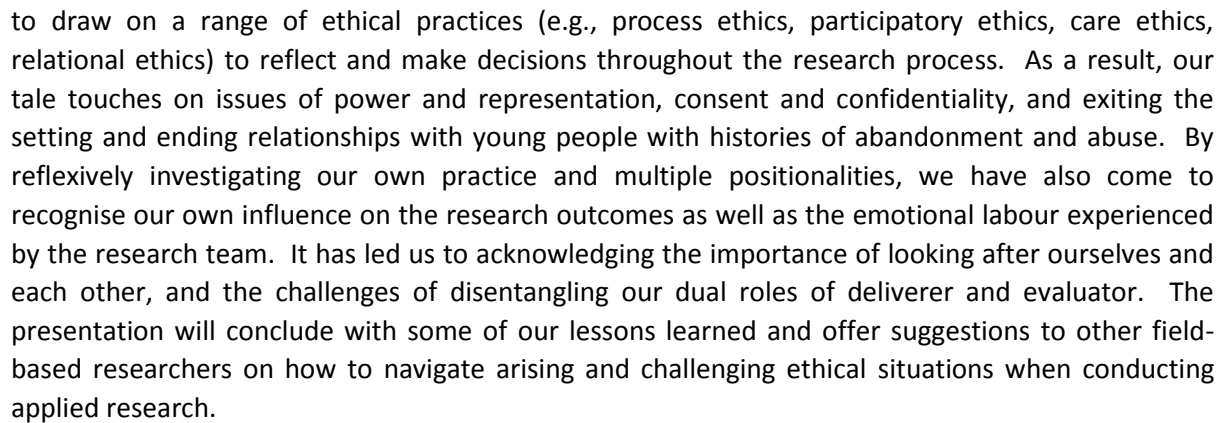 to draw on a range of ethical practices (e.g., process ethics, participatory ethics, care ethics,
relational ethics) to reflect and make decisions throughout the research process.  As a result, our
tale touches on issues of power and representation, consent and confidentiality, and exiting the
setting and ending relationships with young people with histories of abandonment and abuse.  By
reflexively investigating our own practice and multiple positionalities, we have also come to
recognise our own influence on the research outcomes as well as the emotional labour experienced
by the research team.  It has led us to acknowledging the importance of looking after ourselves and
each other, and the challenges of disentangling our dual roles of deliverer and evaluator.  The
presentation will conclude with some of our lessons learned and offer suggestions to other field-
based researchers on how to navigate arising and challenging ethical situations when conducting
applied research.